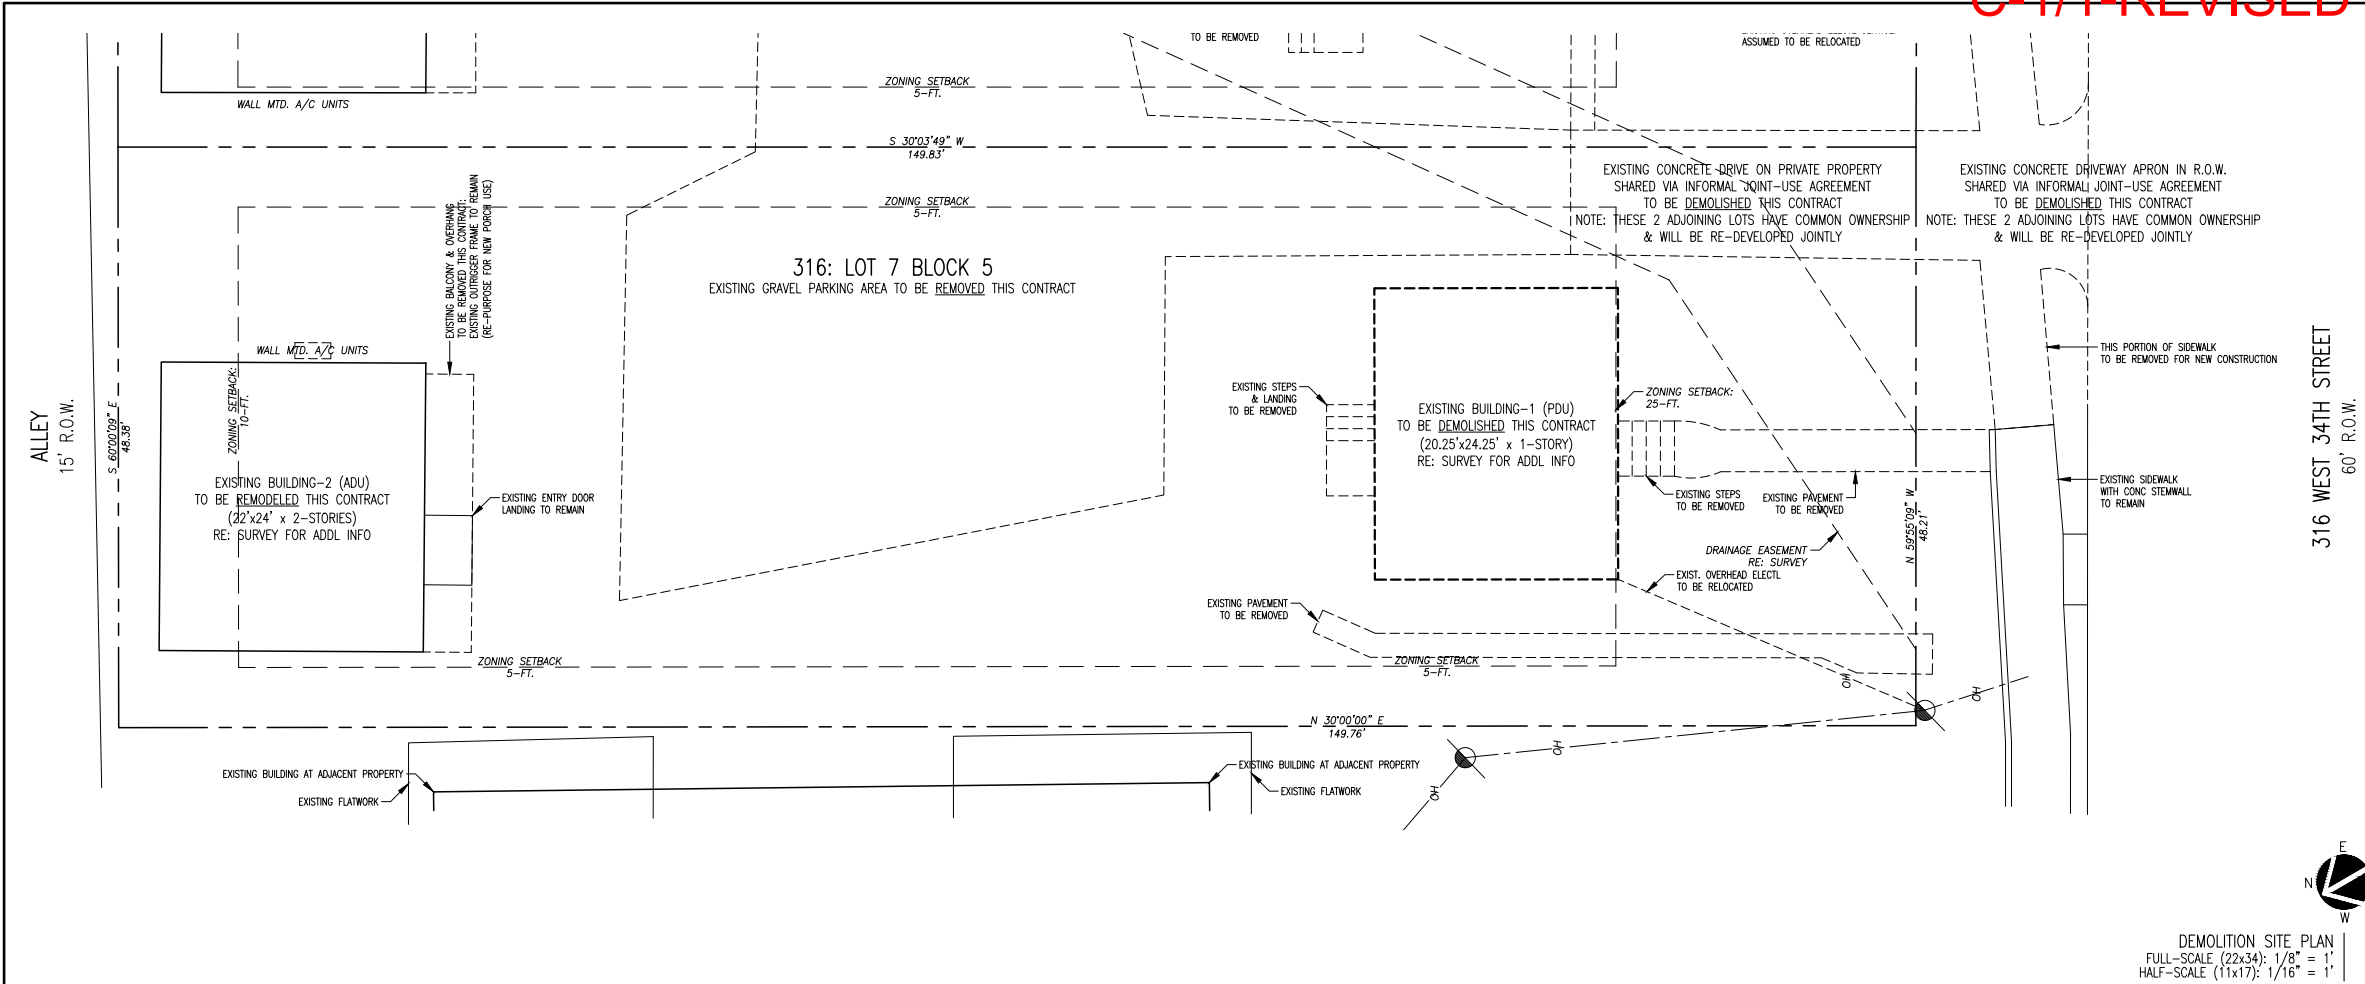 C-1/1-REVISED
TO BE REMOVED
ASSUMED TO BE RELOCATED
ZONING SETBACK
5-FT.
WALL MTD. A/C UNITS
S 30°03'49" W
149.83'
EXISTING CONCRETE DRIVE ON PRIVATE PROPERTY
SHARED VIA INFORMAL JOINT-USE AGREEMENT
TO BE DEMOLISHED THIS CONTRACT
NOTE: THESE 2 ADJOINING LOTS HAVE COMMON OWNERSHIP
& WILL BE RE-DEVELOPED JOINTLY
EXISTING CONCRETE DRIVEWAY APRON IN R.O.W.
SHARED VIA INFORMAL JOINT-USE AGREEMENT
TO BE DEMOLISHED THIS CONTRACT
NOTE: THESE 2 ADJOINING LOTS HAVE COMMON OWNERSHIP
& WILL BE RE-DEVELOPED JOINTLY
EXISTING BALCONY & OVERHANG
TO BE REMOVED THIS CONTRACT:
EXISTING OUTRIGGER FRAME TO REMAIN
(RE-PURPOSE FOR NEW PORCH USE)
ZONING SETBACK
5-FT.
316: LOT 7 BLOCK 5
EXISTING GRAVEL PARKING AREA TO BE REMOVED THIS CONTRACT
WALL MTD. A/C UNITS
ZONING SETBACK:
10-FT.
ALLEY
15' R.O.W.
S 60°00'09" E
48.38'
EXISTING BUILDING-2 (ADU)
TO BE REMODELED THIS CONTRACT
(22'x24' x 2-STORIES)
RE: SURVEY FOR ADDL INFO
EXISTING ENTRY DOOR
LANDING TO REMAIN
EXISTING STEPS
& LANDING
TO BE REMOVED
EXISTING BUILDING-1 (PDU)
TO BE DEMOLISHED THIS CONTRACT
(20.25'x24.25' x 1-STORY)
RE: SURVEY FOR ADDL INFO
ZONING SETBACK:
25-FT.
THIS PORTION OF SIDEWALK
TO BE REMOVED FOR NEW CONSTRUCTION
316 WEST 34TH STREET
60' R.O.W.
EXISTING STEPS
TO BE REMOVED
EXISTING PAVEMENT
TO BE REMOVED
EXISTING SIDEWALK
WITH CONC STEMWALL
TO REMAIN
N 59°55'09" W
48.21'
DRAINAGE EASEMENT
RE: SURVEY
EXIST. OVERHEAD ELECTL
TO BE RELOCATED
EXISTING PAVEMENT
TO BE REMOVED
ZONING SETBACK
5-FT.
ZONING SETBACK
5-FT.
OH
OH
N 30°00'00" E
149.76'
OH
OH
EXISTING BUILDING AT ADJACENT PROPERTY
EXISTING FLATWORK
EXISTING BUILDING AT ADJACENT PROPERTY
EXISTING FLATWORK
E
N
W
DEMOLITION SITE PLAN
FULL-SCALE (22x34): 1/8" = 1'
HALF-SCALE (11x17): 1/16" = 1'